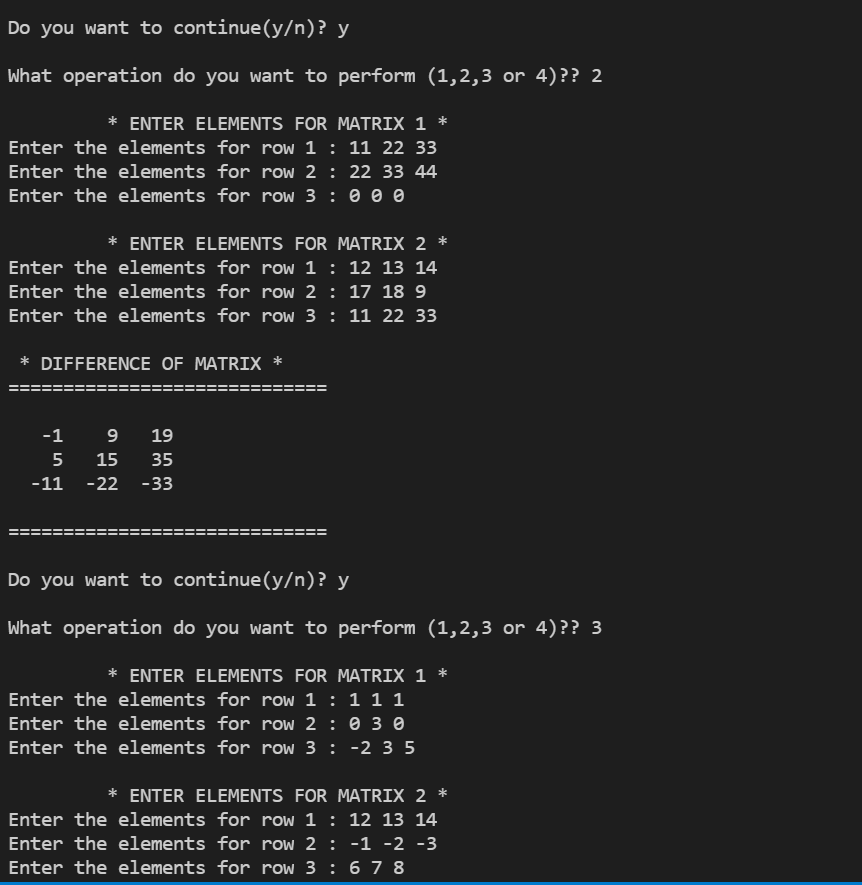 Do you want to continue(y/n)? y
What operation do you want to perform (1,2,3 or 4)?? 2
* ENTER ELEMENTS FOR MATRIX 1 *
Enter the elements for row 1 : 11 22 33
Enter the elements for row 2 : 22 33 44
Enter the elements for row 3 : 0 0 0
* ENTER ELEMENTS FOR MATRIX 2 *
Enter the elements for row 1 : 12 13 14
Enter the elements for row 2 : 17 18 9
Enter the elements for row 3 : 11 22 33
* DIFFERENCE OF MATRIX *
=============================
-1 9 19
5 15 35
-11 -22 -33
=============================
Do you want to continue(y/n)? y
What operation do you want to perform (1,2,3 or 4)?? 3
* ENTER ELEMENTS FOR MATRIX 1 *
Enter the elements for row 1 : 1 1 1
Enter the elements for row 2 : 0 3 0
Enter the elements for row 3 : -2 3 5
* ENTER ELEMENTS FOR MATRIX 2 *
Enter the elements for row 1 : 12 13 14
Enter the elements for row 2 : -1 -2 -3
Enter the elements for row 3 : 6 7 8